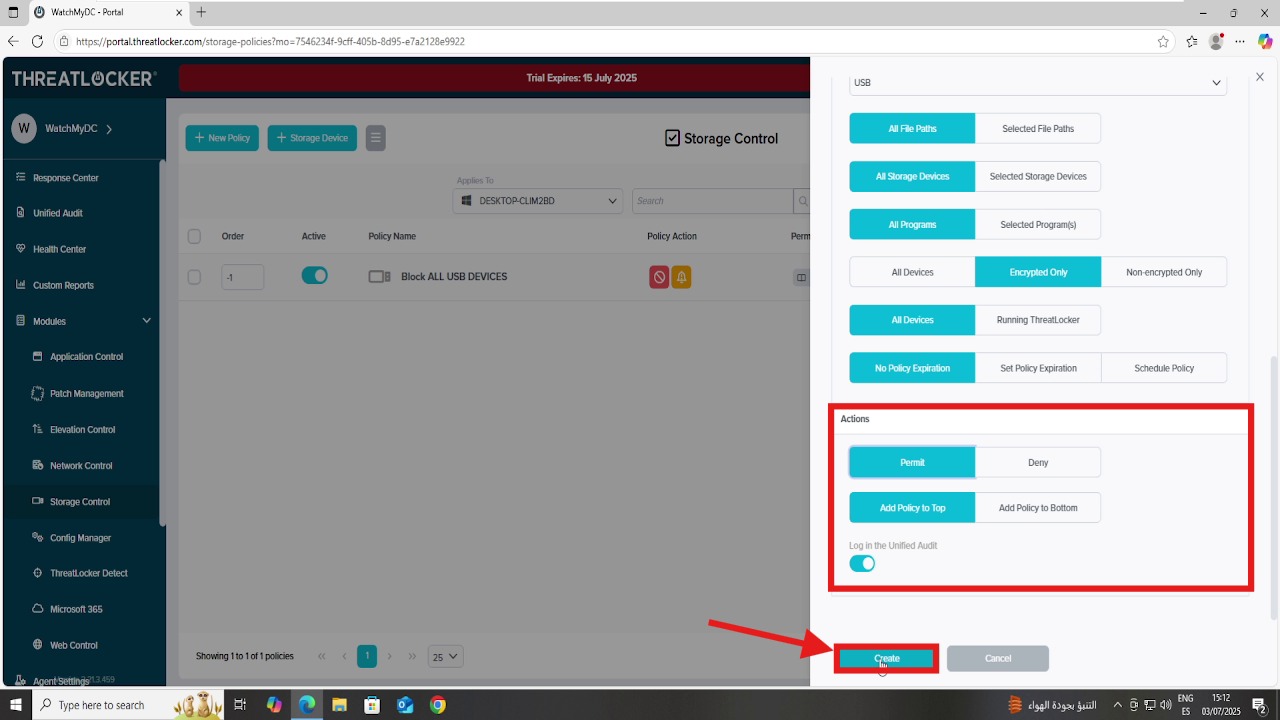 WatchMyDC - Portal
https://portal.threatlocker.com/storage-policies?mo=7546234f-9cff-405b-8d95-e7a2128e9922
THREATLOCKER
Trial Expires: 15 July 2025
W WatchMyDC
Response Center
Unified Audit
Health Center
Custom Reports
Modules
Application Control
Patch Management
Elevation Control
Network Control
Storage Control
Config Manager
ThreatLocker Detect
Microsoft 365
Web Control
Agent Settings
New Policy
Storage Device
Storage Control
Applies To
DESKTOP-CLIM2BD
Search
Order Active Policy Name Policy Action Perm
-1 Block ALL USB DEVICES
Showing 1 to 1 of 1 policies 1 25
USB
All File Paths Selected File Paths
All Storage Devices Selected Storage Devices
All Programs Selected Program(s)
All Devices Encrypted Only Non-encrypted Only
All Devices Running ThreatLocker
No Policy Expiration Set Policy Expiration Schedule Policy
Actions
Permit Deny
Add Policy to Top Add Policy to Bottom
Log in the Unified Audit
Create Cancel
Type here to search
التنبؤ بجودة الهواء
ENG
ES
15:12
03/07/2025